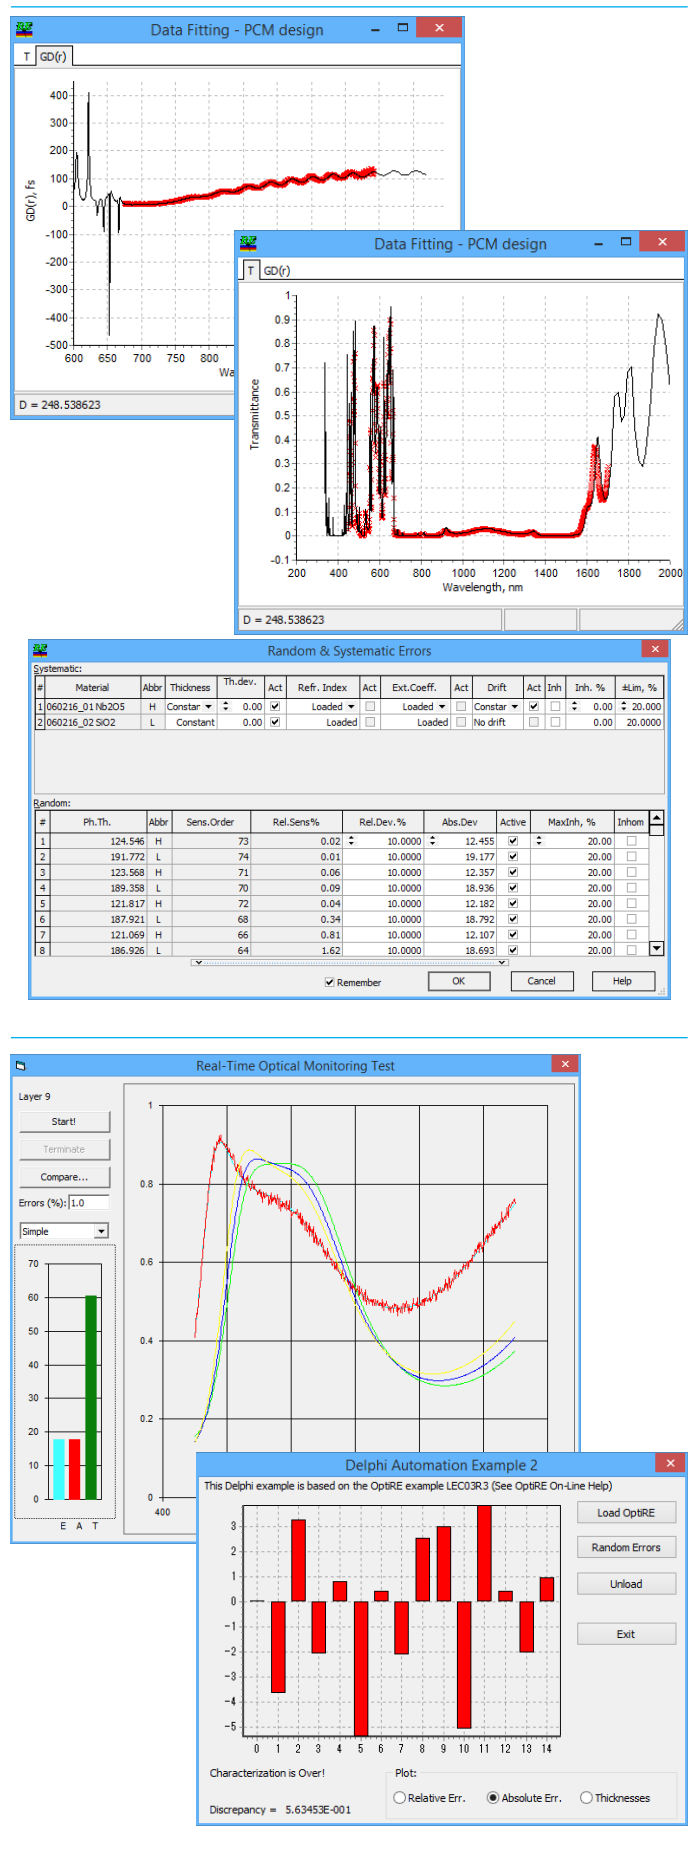 Data Fitting - PCM design
T GD(r)
GD(r), fs
400
300
200
100
0
-100
-200
-300
-400
-500
600 650 700 750 800
Wa
D = 248.538623
Data Fitting - PCM design
T GD(r)
Transmittance
1
0.9
0.8
0.7
0.6
0.5
0.4
0.3
0.2
0.1
0
-0.1
200 400 600 800 1000 1200 1400 1600 1800 2000
Wavelength, nm
D = 248.538623
Random & Systematic Errors
Systematic:
# Material Abbr Thickness Th.dev. Act Refr. Index Act Ext.Coeff. Act Drift Act Inh Inh. % ±Lim, %
1 060216_01 Nb2O5 H Constar 0.00 Loaded Loaded Constar 0.00 20.000
2 060216_02 SiO2 L Constant 0.00 Loaded Loaded No drift 0.00 20.0000
Random:
# Ph.Th. Abbr Sens.Order Rel.Sens% Rel.Dev.% Abs.Dev Active MaxInh, % Inhom
1 124.546 H 73 0.02 10.0000 12.455 20.00
2 191.772 L 74 0.01 10.0000 19.177 20.00
3 123.568 H 71 0.06 10.0000 12.357 20.00
4 189.358 L 70 0.09 10.0000 18.936 20.00
5 121.817 H 72 0.04 10.0000 12.182 20.00
6 187.921 L 68 0.34 10.0000 18.792 20.00
7 121.069 H 66 0.81 10.0000 12.107 20.00
8 186.926 L 64 1.62 10.0000 18.693 20.00
Remember OK Cancel Help
Real-Time Optical Monitoring Test
Layer 9
Start!
Terminate
Compare...
Errors (%): 1.0
Simple
70
60
50
40
30
20
10
0
E A T
1
0.8
0.6
0.4
0.2
0
400
Delphi Automation Example 2
This Delphi example is based on the OptiRE example LEC03R3 (See OptiRE On-Line Help)
3
2
1
0
-1
-2
-3
-4
-5
0 1 2 3 4 5 6 7 8 9 10 11 12 13 14
Load OptiRE
Random Errors
Unload
Exit
Characterization is Over!
Discrepancy = 5.63453E-001
Plot:
Relative Err. Absolute Err. Thicknesses